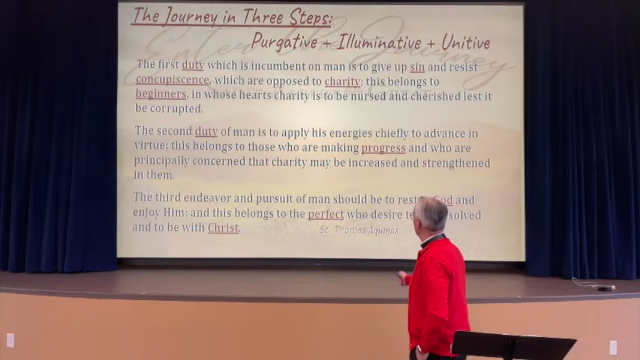 The Journey in Three Steps:
Purgative + Illuminative + Unitive
The first duty which is incumbent on man is to give up sin and resist
concupiscence, which are opposed to charity; this belongs to
beginners, in whose hearts charity is to be nursed and cherished lest it
be corrupted.
The second duty of man is to apply his energies chiefly to advance in
virtue; this belongs to those who are making progress and who are
principally concerned that charity may be increased and strengthened
in them.
The third endeavor and pursuit of man should be to rest God and
enjoy Him; and this belongs to the perfect who desire to solved
and to be with Christ. St. Thomas Aquinas